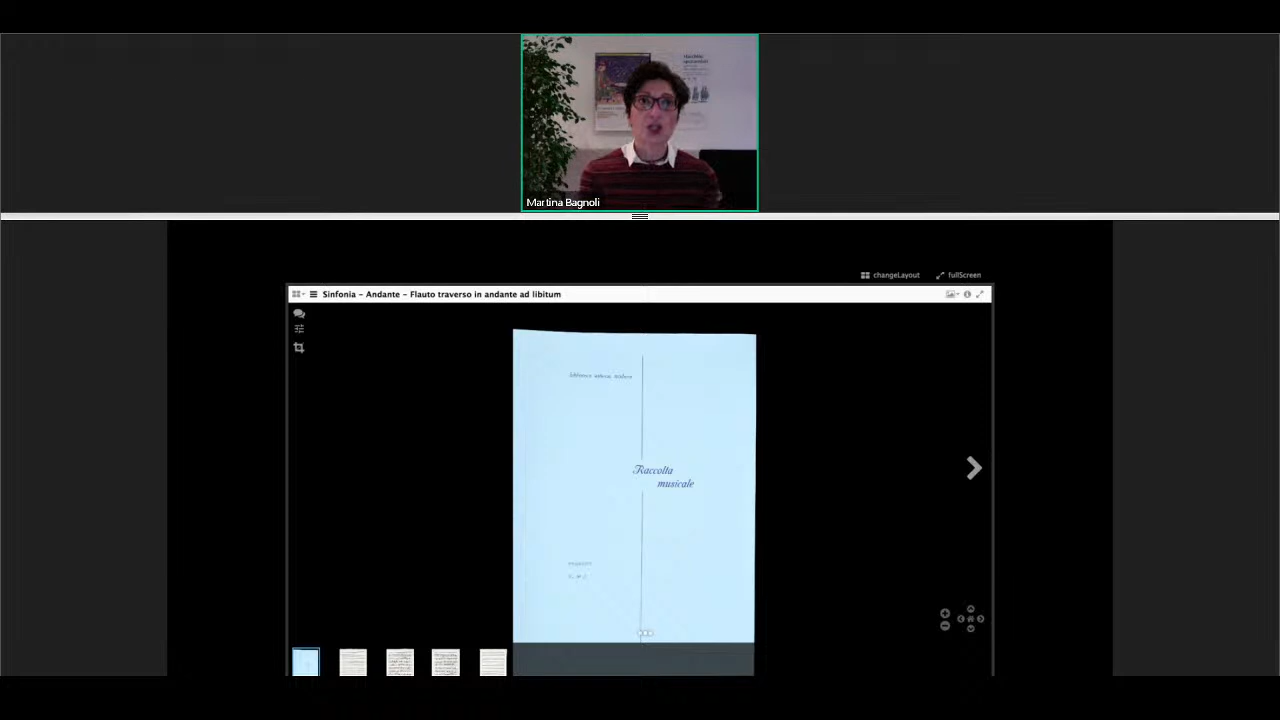 Martina Bagnoli
changeLayout fullScreen
Sinfonia - Andante - Flauto traverso in andante ad libitum
Raccolta
musicale